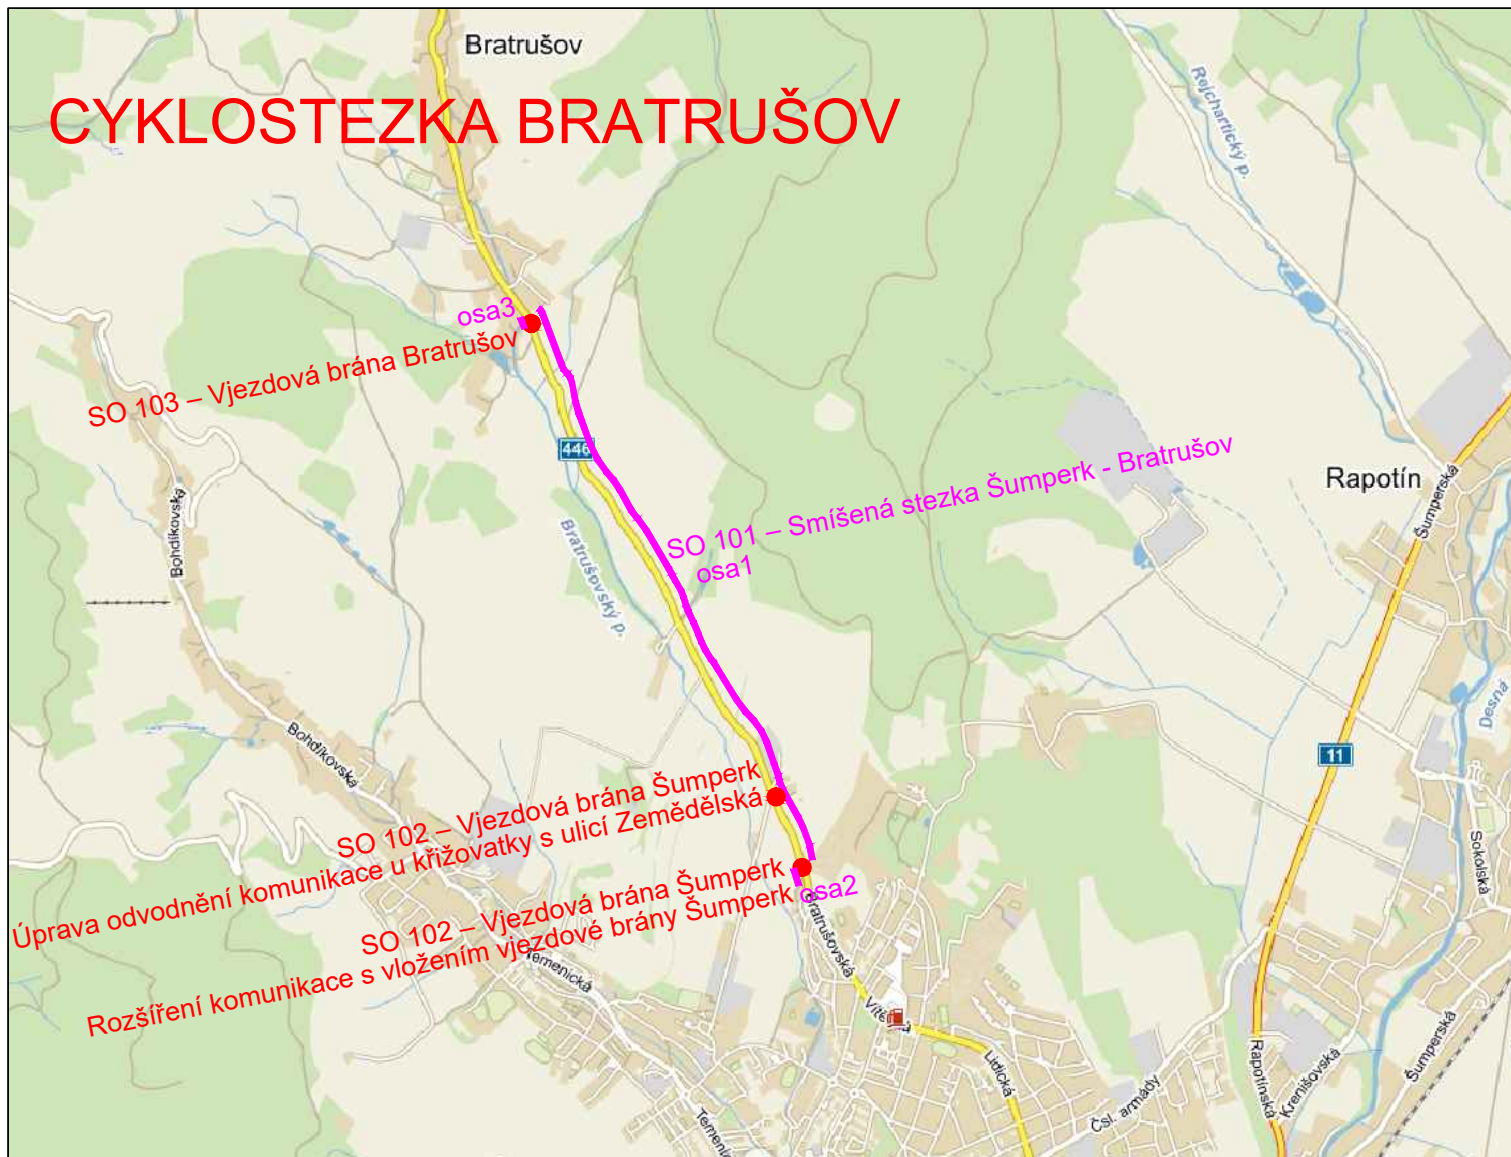 Bratrušov
CYKLOSTEZKA BRATRUŠOV
Rejchartický p.
osa3
SO 103 – Vjezdová brána Bratrušov
446
SO 101 – Smíšená stezka Šumperk - Bratrušov
osa1
Rapotín
Šumperská
Bohdíkovská
Bratrušovský p.
Desná
Bohdíkovská
11
SO 102 – Vjezdová brána Šumperk
Úprava odvodnění komunikace u křižovatky s ulicí Zemědělská
Sokolská
SO 102 – Vjezdová brána Šumperk
Rozšíření komunikace s vložením vjezdové brány Šumperk
osa2
Bratrušovská
Temenická
Lidická
Čsl. armády
Rapotínská
Krenišovská
Šumperská